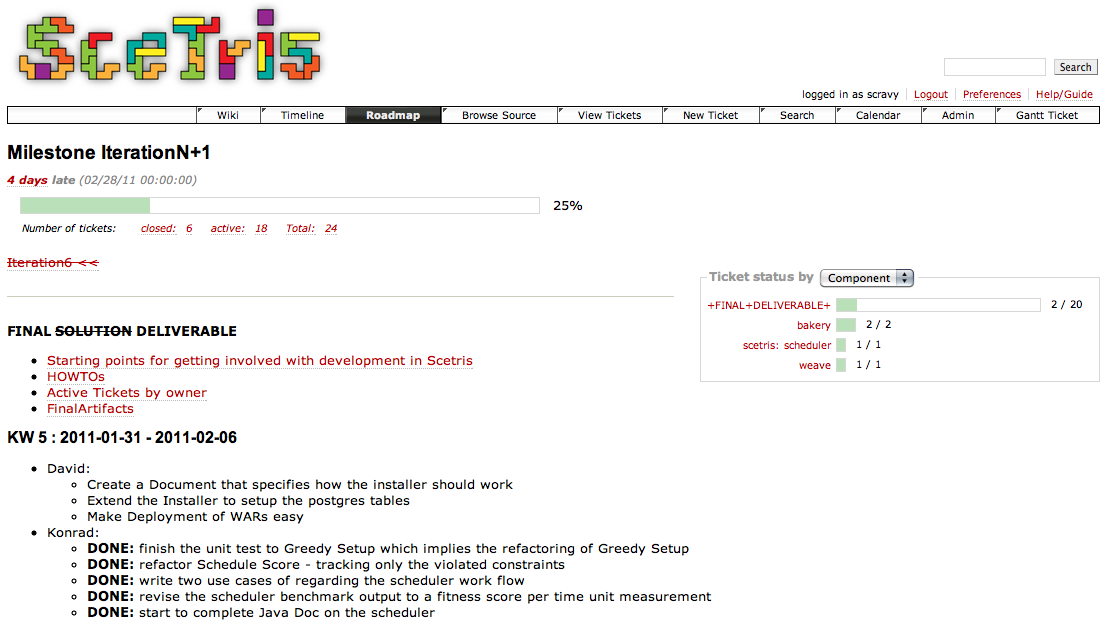 SceTris
Search
logged in as scravy Logout Preferences Help/Guide
Wiki Timeline Roadmap Browse Source View Tickets New Ticket Search Calendar Admin Gantt Ticket
Milestone IterationN+1
4 days late (02/28/11 00:00:00)
25%
Number of tickets: closed: 6 active: 18 Total: 24
Iteration6 <<
Ticket status by Component
+FINAL+DELIVERABLE+ 2 / 20
bakery 2 / 2
scetris: scheduler 1 / 1
weave 1 / 1
FINAL SOLUTION DELIVERABLE
• Starting points for getting involved with development in Scetris
• HOWTOs
• Active Tickets by owner
• FinalArtifacts
KW 5 : 2011-01-31 - 2011-02-06
• David:
◦ Create a Document that specifies how the installer should work
◦ Extend the Installer to setup the postgres tables
◦ Make Deployment of WARs easy
• Konrad:
◦ DONE: finish the unit test to Greedy Setup which implies the refactoring of Greedy Setup
◦ DONE: refactor Schedule Score - tracking only the violated constraints
◦ DONE: write two use cases of regarding the scheduler work flow
◦ DONE: revise the scheduler benchmark output to a fitness score per time unit measurement
◦ DONE: start to complete Java Doc on the scheduler